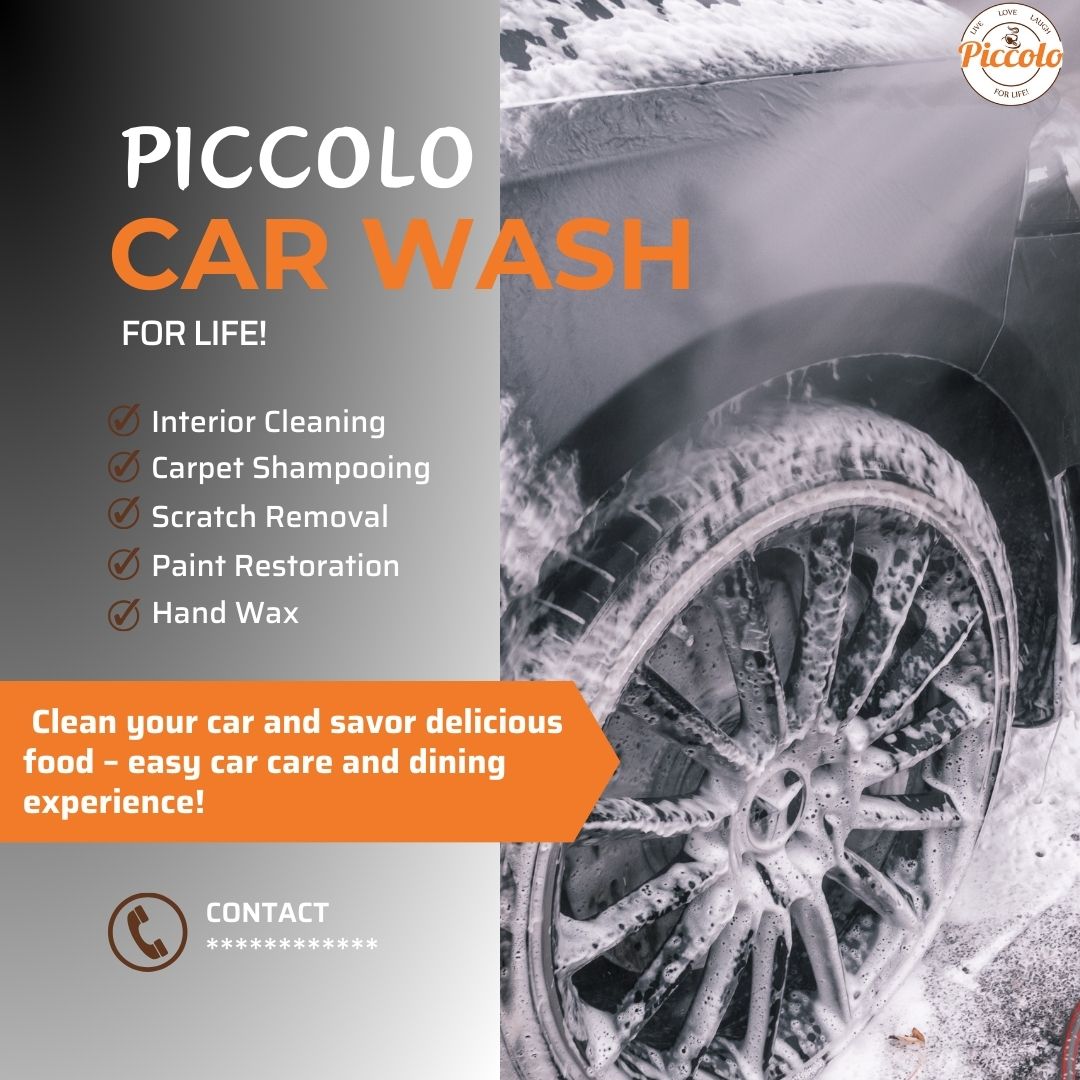 LIVE LOVE LAUGH
Piccolo
FOR LIFE!
PICCOLO
CAR WASH
FOR LIFE!
Interior Cleaning
Carpet Shampooing
Scratch Removal
Paint Restoration
Hand Wax
Clean your car and savor delicious
food – easy car care and dining
experience!
CONTACT
************